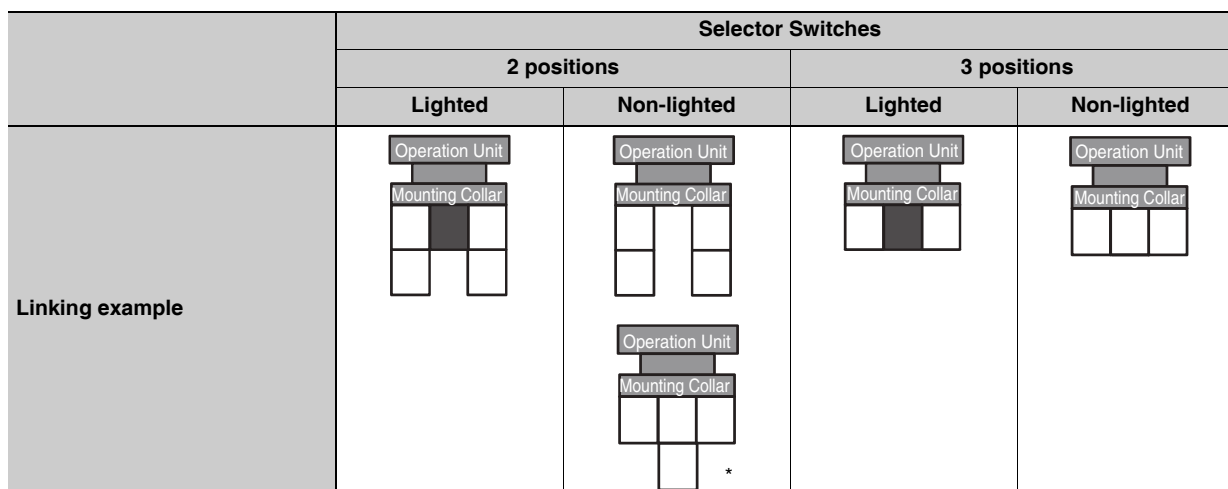 Selector Switches
2 positions
3 positions
Lighted
Non-lighted
Lighted
Non-lighted
Linking example
Operation Unit
Mounting Collar
Operation Unit
Mounting Collar
Operation Unit
Mounting Collar
*
Operation Unit
Mounting Collar
Operation Unit
Mounting Collar